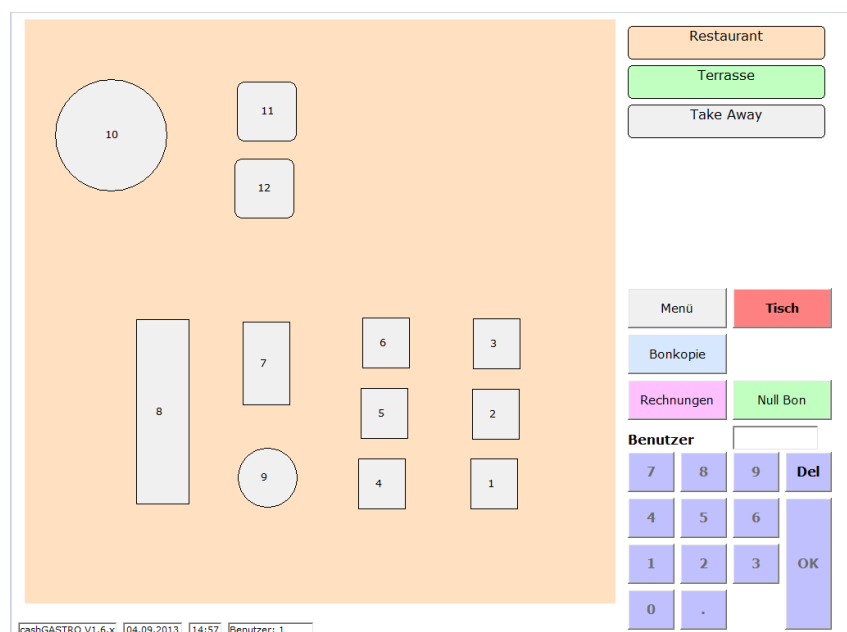 Restaurant
Terrasse
Take Away
10
11
12
8
7
9
6
5
4
3
2
1
Menü Tisch
Bonkopie
Rechnungen Null Bon
Benutzer
7 8 9 Del
4 5 6
1 2 3 OK
0 .
cashGASTRO V1.6.x 04.09.2013 14:57 Benutzer: 1